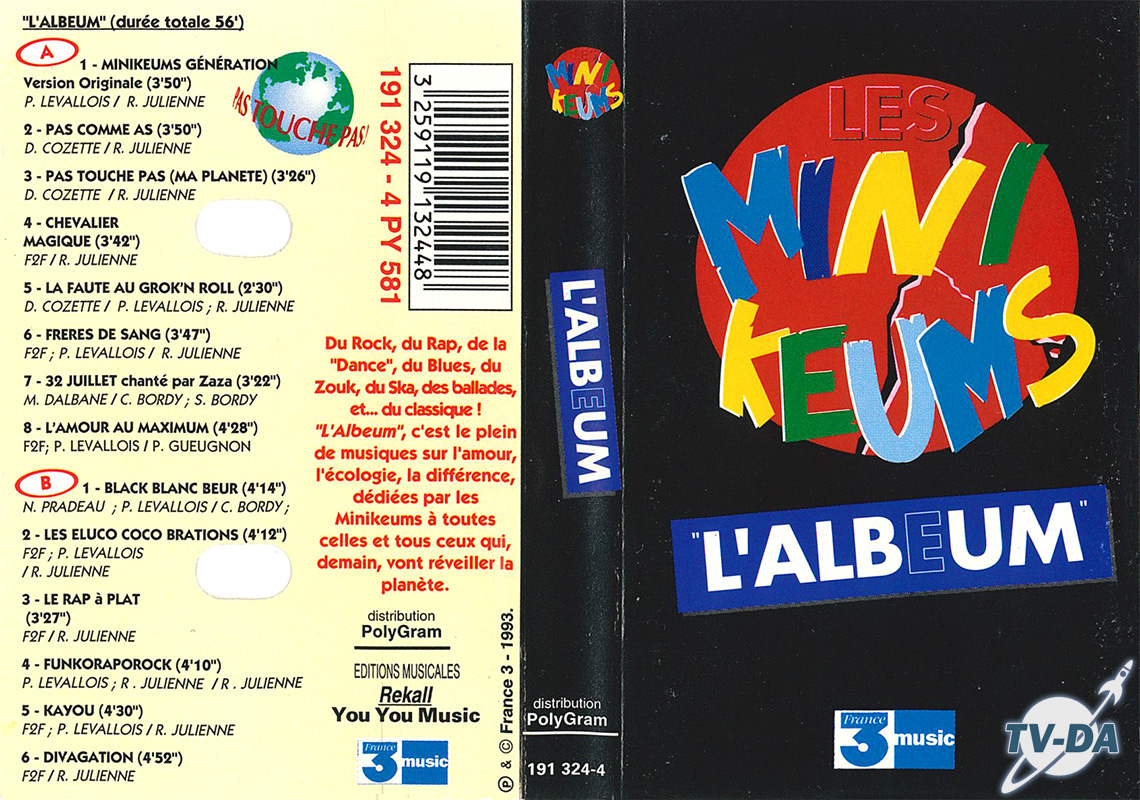 "L'ALBEUM" (durée totale 56')
A
1 - MINIKEUMS GÉNÉRATION
Version Originale (3'50")
P. LEVALLOIS / R. JULIENNE
2 - PAS COMME AS (3'50")
D. COZETTE / R. JULIENNE
3 - PAS TOUCHE PAS (MA PLANETE) (3'26")
D. COZETTE / R. JULIENNE
4 - CHEVALIER
MAGIQUE (3'42")
F2F / R. JULIENNE
5 - LA FAUTE AU GROK'N ROLL (2'30")
D. COZETTE / P. LEVALLOIS ; R. JULIENNE
6 - FRERES DE SANG (3'47")
F2F ; P. LEVALLOIS / R. JULIENNE
7 - 32 JUILLET chanté par Zaza (3'22")
M. DALBANE / C. BORDY ; S. BORDY
8 - L'AMOUR AU MAXIMUM (4'28")
F2F; P. LEVALLOIS / P. GUEUGNON
B
1 - BLACK BLANC BEUR (4'14")
N. PRADEAU ; P. LEVALLOIS / C. BORDY ;
2 - LES ELUCO COCO BRATIONS (4'12")
F2F ; P. LEVALLOIS
/ R. JULIENNE
3 - LE RAP à PLAT
(3'27")
F2F / R. JULIENNE
4 - FUNKORAPOROCK (4'10")
P. LEVALLOIS ; R . JULIENNE / R . JULIENNE
5 - KAYOU (4'30")
F2F ; P. LEVALLOIS / R. JULIENNE
6 - DIVAGATION (4'52")
F2F / R. JULIENNE
PAS TOUCHE PAS!
191 324 - 4 PY 581
3 259119 132448
Du Rock, du Rap, de la
"Dance", du Blues, du
Zouk, du Ska, des ballades,
et... du classique !
"L'Albeum", c'est le plein
de musiques sur l'amour,
l'écologie, la différence,
dédiées par les
Minikeums à toutes
celles et tous ceux qui,
demain, vont réveiller la
planète.
distribution
PolyGram
EDITIONS MUSICALES
Rekall
You You Music
France
3 music
Ⓟ & © France 3 - 1993.
MINI
KEUMS
L'ALBEUM
distribution
PolyGram
191 324-4
LES
MINI
KEUMS
"L'ALBEUM"
France
3 music
TV-DA